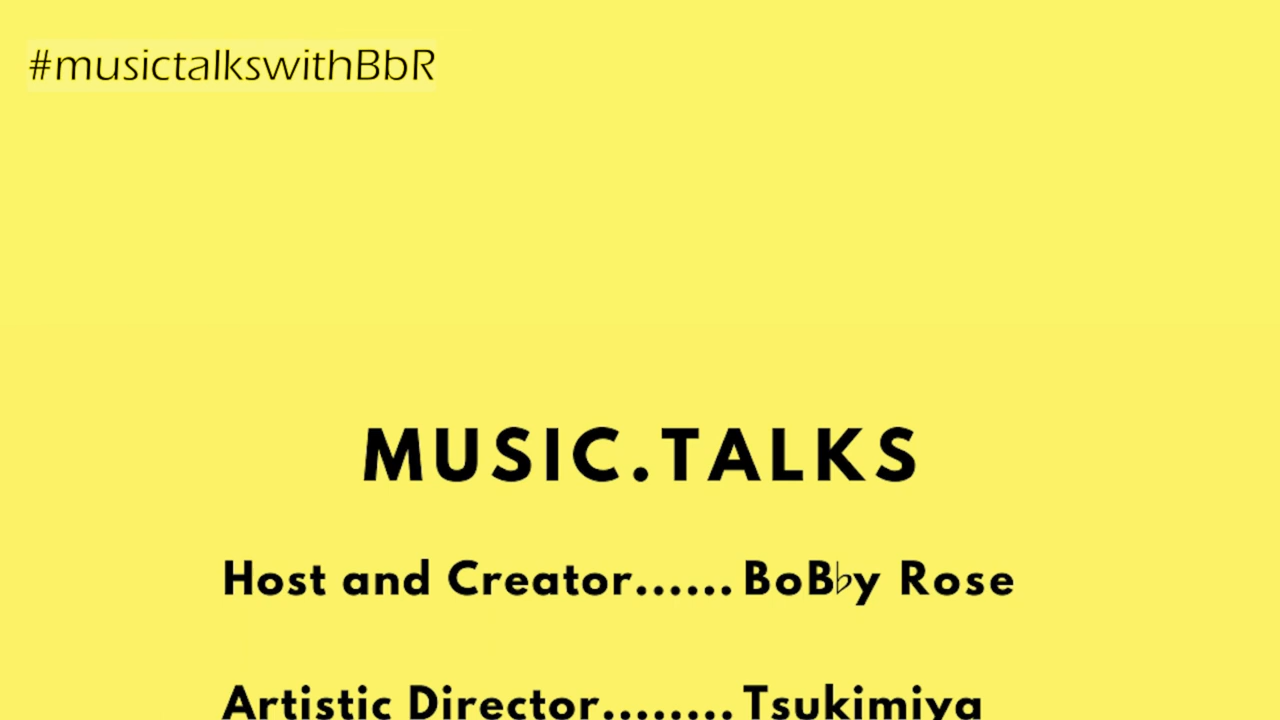 #musictalkswithBbR
MUSIC.TALKS
Host and Creator......BoB♭y Rose
Artistic Director........Tsukimiya